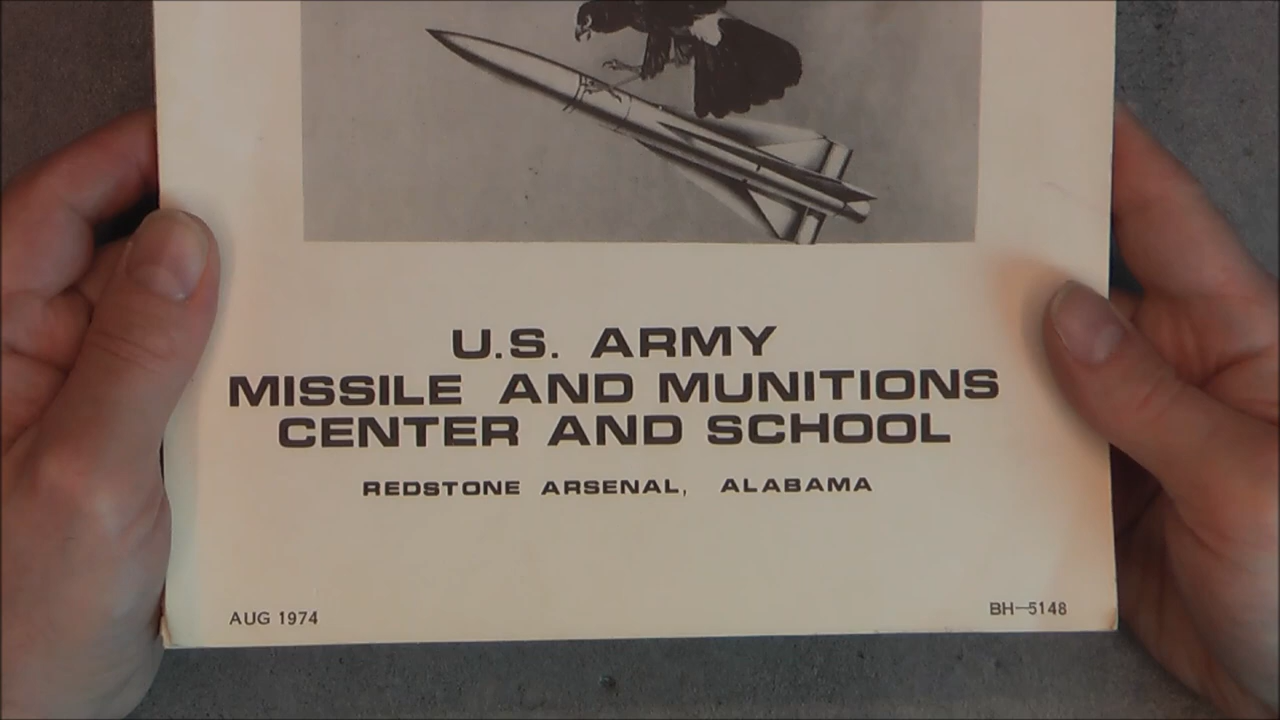 U.S. ARMY
MISSILE AND MUNITIONS
CENTER AND SCHOOL
REDSTONE ARSENAL, ALABAMA
AUG 1974 BH-5148